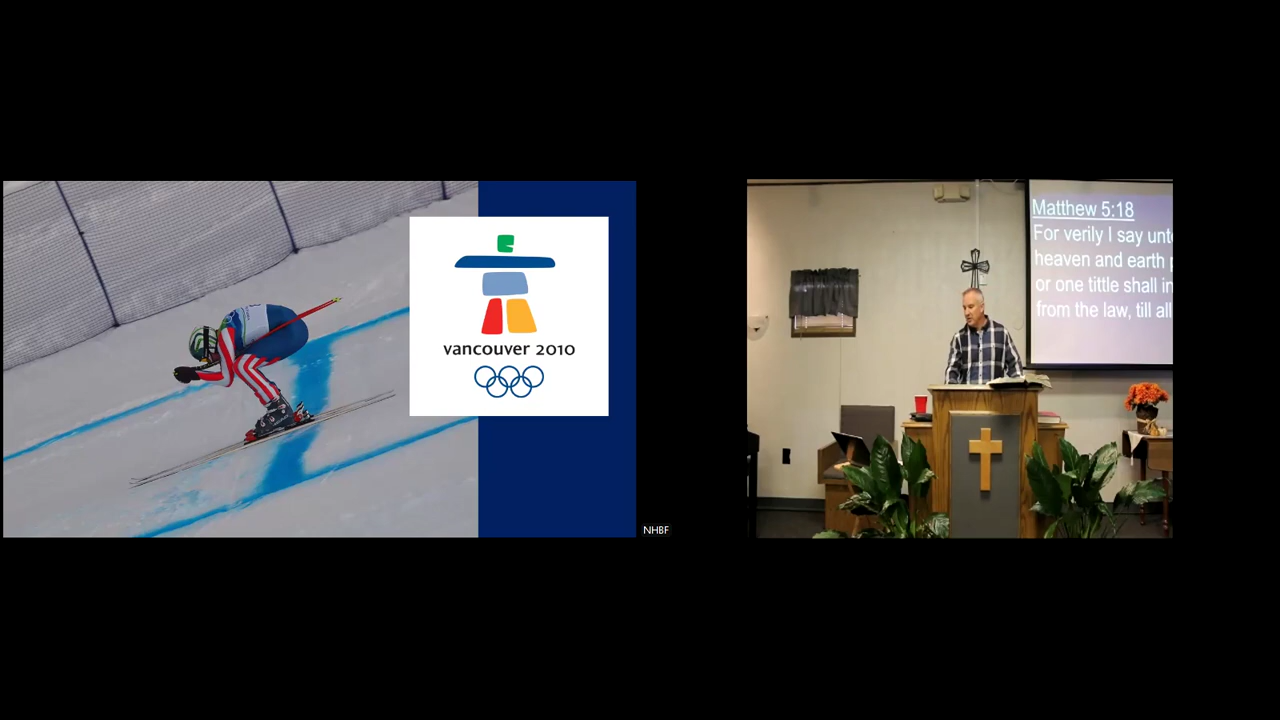 vancouver 2010
NHBF
Matthew 5:18
For verily I say unt
heaven and earth
or one tittle shall in
from the law, till all